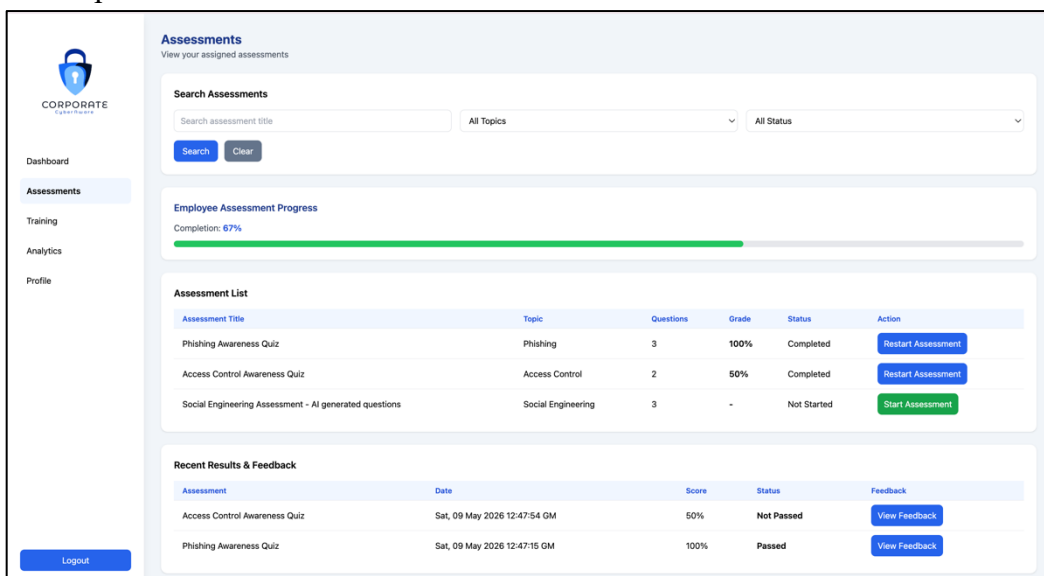 CORPORATE
CyberAware
Dashboard
Assessments
Training
Analytics
Profile
Logout
Assessments
View your assigned assessments
Search Assessments
Search assessment title
All Topics
All Status
Search Clear
Employee Assessment Progress
Completion: 67%
Assessment List
Assessment Title Topic Questions Grade Status Action
Phishing Awareness Quiz Phishing 3 100% Completed Restart Assessment
Access Control Awareness Quiz Access Control 2 50% Completed Restart Assessment
Social Engineering Assessment - AI generated questions Social Engineering 3 - Not Started Start Assessment
Recent Results & Feedback
Assessment Date Score Status Feedback
Access Control Awareness Quiz Sat, 09 May 2026 12:47:54 GM 50% Not Passed View Feedback
Phishing Awareness Quiz Sat, 09 May 2026 12:47:15 GM 100% Passed View Feedback